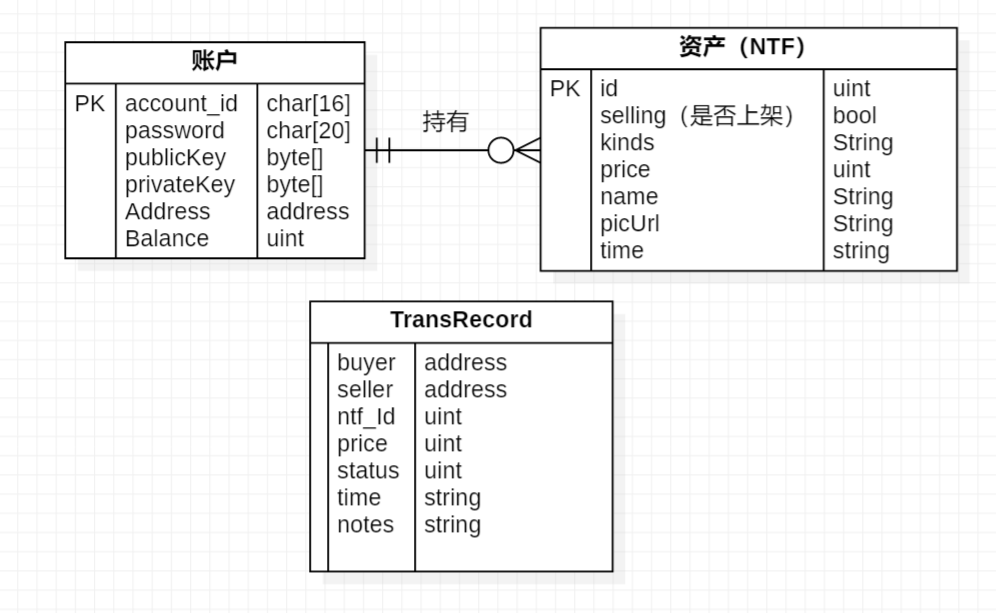 账户
PK account_id char[16]
password char[20]
publicKey byte[]
privateKey byte[]
Address address
Balance uint
持有
资产（NTF）
PK id uint
selling（是否上架） bool
kinds String
price uint
name String
picUrl String
time string
TransRecord
buyer address
seller address
ntf_Id uint
price uint
status uint
time string
notes string